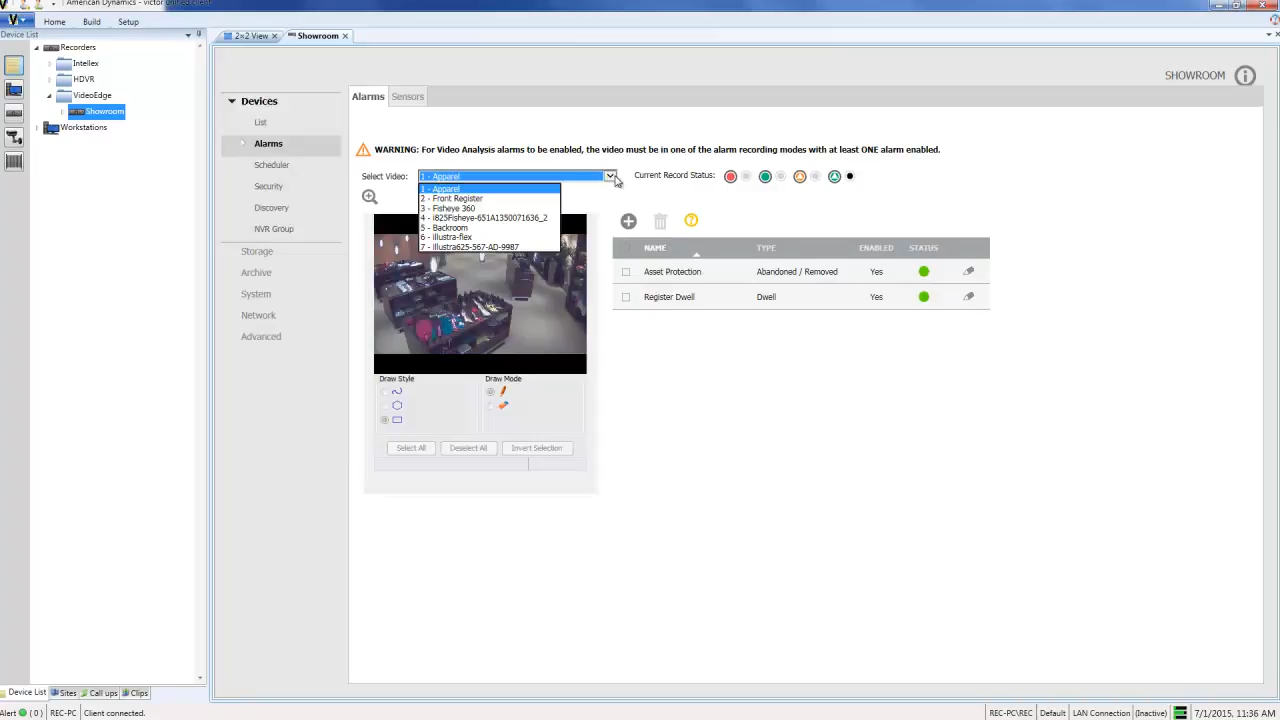 American Dynamics - victor unified client
Home Build Setup
Device List
2×2 View Showroom
Recorders
Intellex
HDVR
VideoEdge
Showroom
Workstations
SHOWROOM
Devices
List
Alarms
Scheduler
Security
Discovery
NVR Group
Storage
Archive
System
Network
Advanced
Alarms Sensors
WARNING: For Video Analysis alarms to be enabled, the video must be in one of the alarm recording modes with at least ONE alarm enabled.
Select Video: 1 - Apparel Current Record Status:
1 - Apparel
2 - Front Register
3 - Fisheye 360
4 - i825Fisheye-651A1350071636_2
5 - Backroom
6 - illustra-flex
7 - Illustra625-567-AD-9987
NAME TYPE ENABLED STATUS
Asset Protection Abandoned / Removed Yes
Register Dwell Dwell Yes
Draw Style Draw Mode
Select All Deselect All Invert Selection
Device List Sites Call ups Clips
Alert ( 0 ) REC-PC Client connected. REC-PC\REC Default LAN Connection (Inactive) 7/1/2015, 11:36 AM